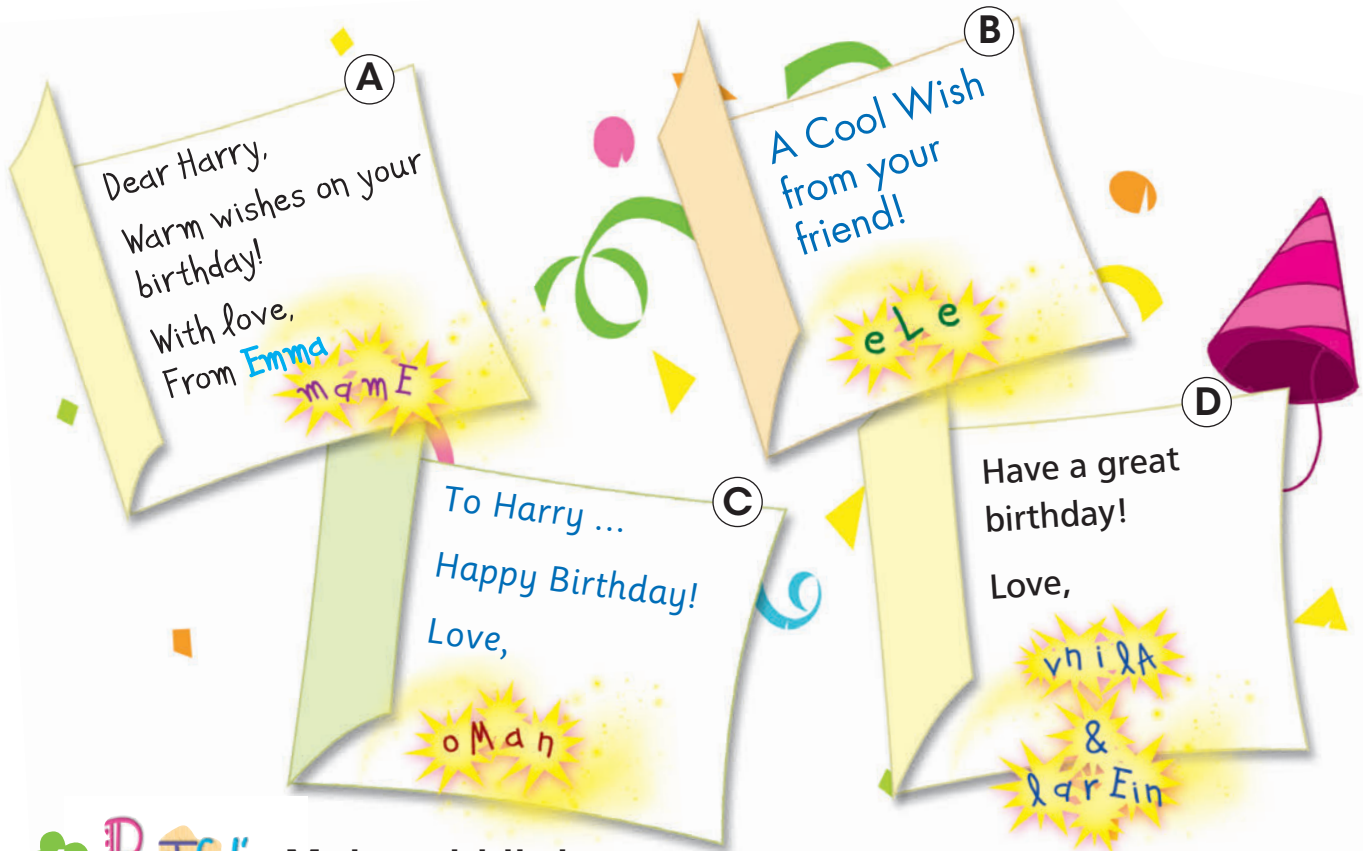 A
Dear Harry,
Warm wishes on your
birthday!
With love,
From Emma
mamE
B
A Cool Wish
from your
friend!
eLe
C
To Harry ...
Happy Birthday!
Love,
oMan
D
Have a great
birthday!
Love,
vnilA
&
larEin